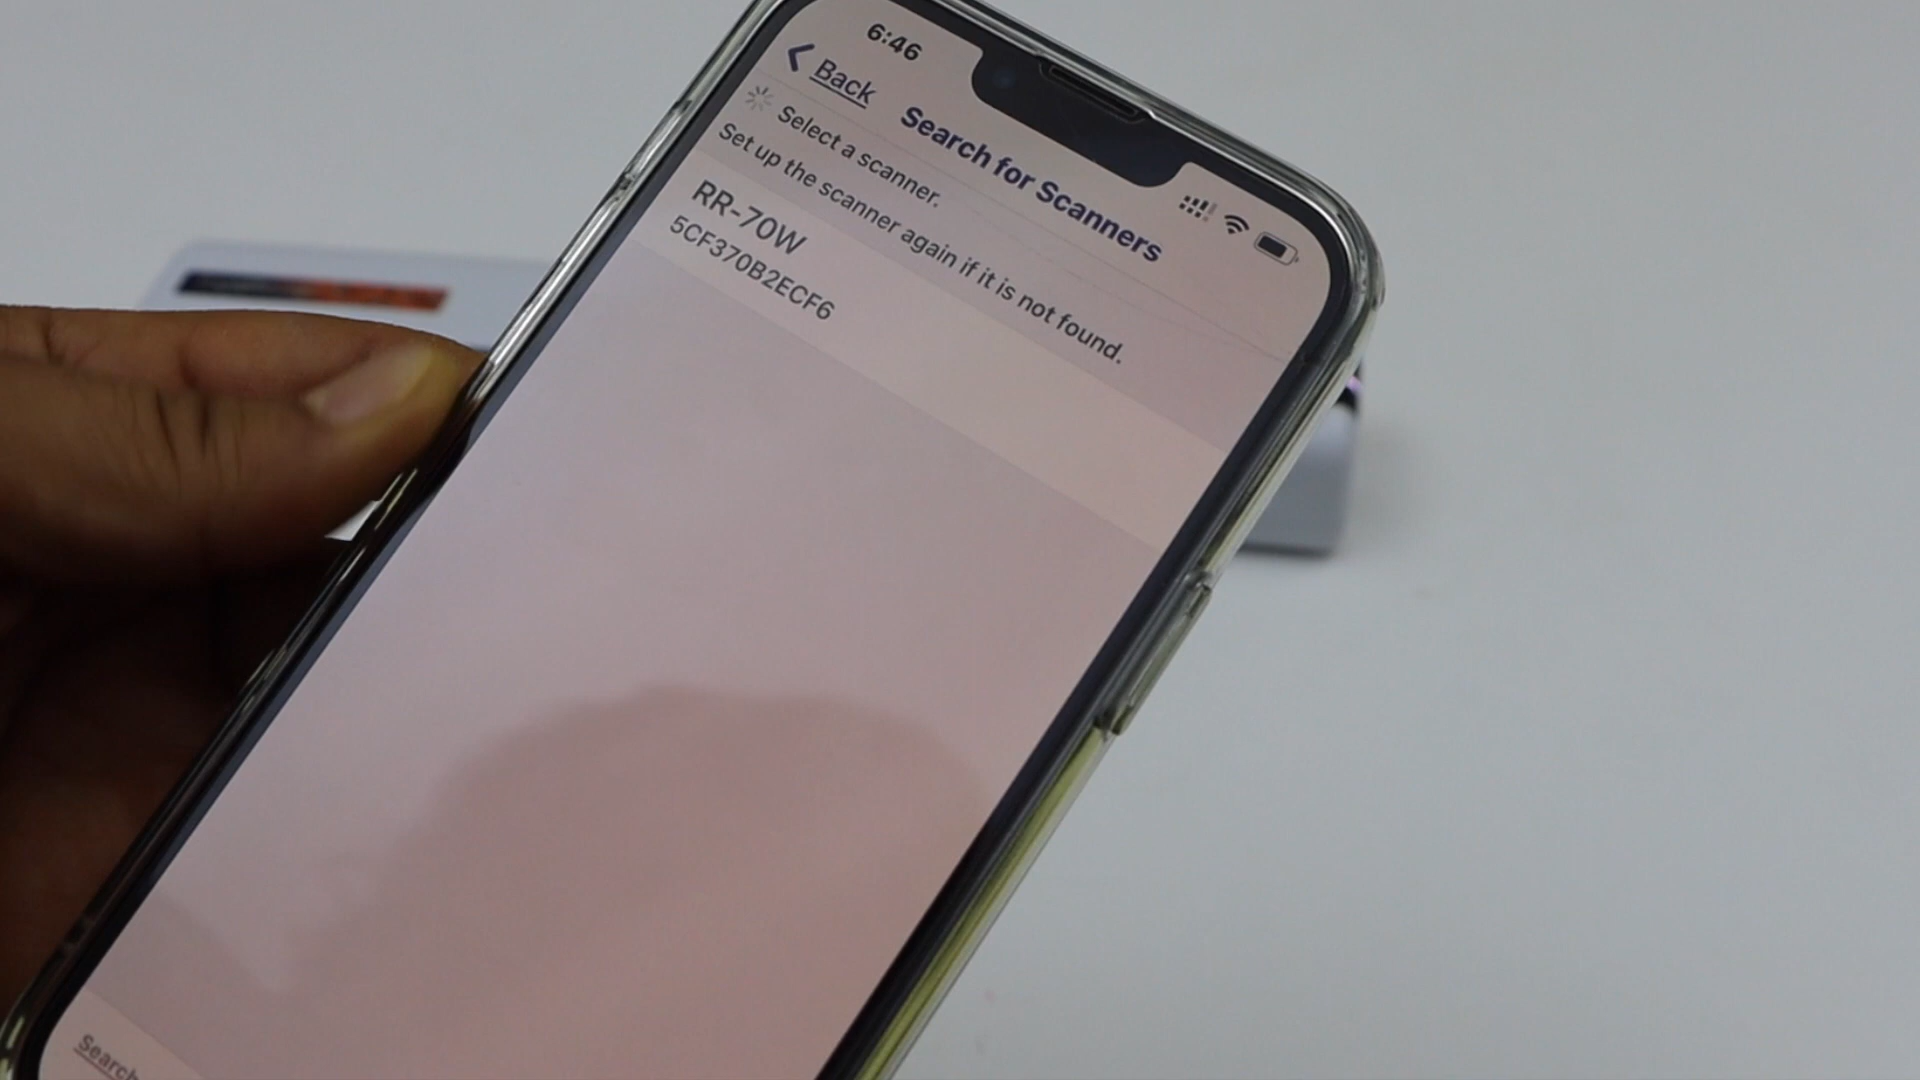 6:46
Back
Search for Scanners
Select a scanner.
Set up the scanner again if it is not found.
RR-70W
5CF370B2ECF6
Search